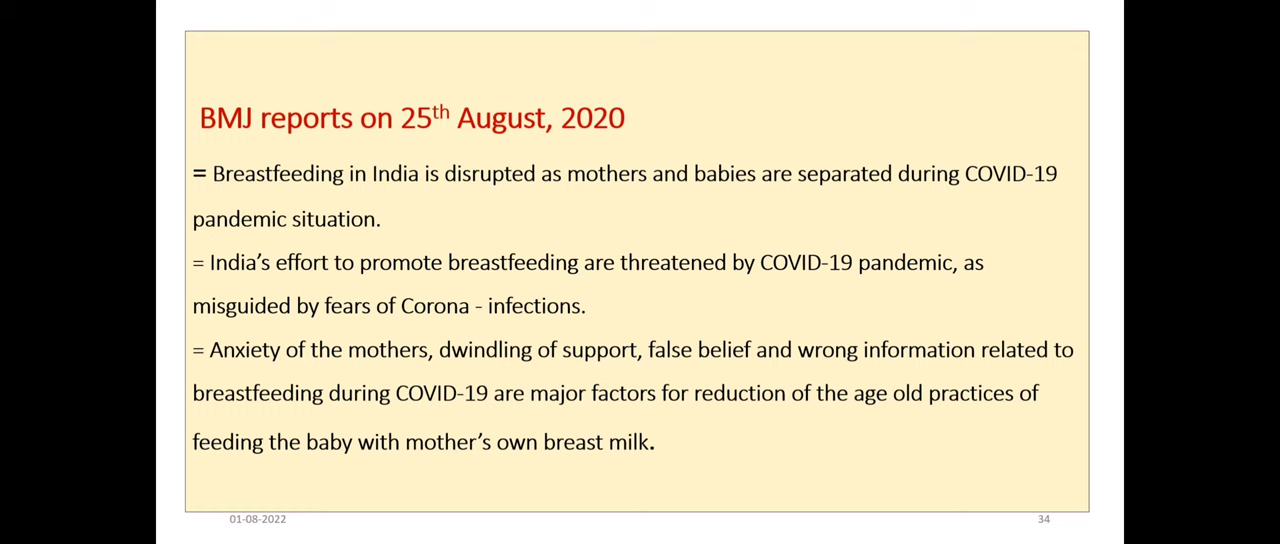 BMJ reports on 25th August, 2020
= Breastfeeding in India is disrupted as mothers and babies are separated during COVID-19
pandemic situation.
= India's effort to promote breastfeeding are threatened by COVID-19 pandemic, as
misguided by fears of Corona - infections.
= Anxiety of the mothers, dwindling of support, false belief and wrong information related to
breastfeeding during COVID-19 are major factors for reduction of the age old practices of
feeding the baby with mother's own breast milk.
01-08-2022
34